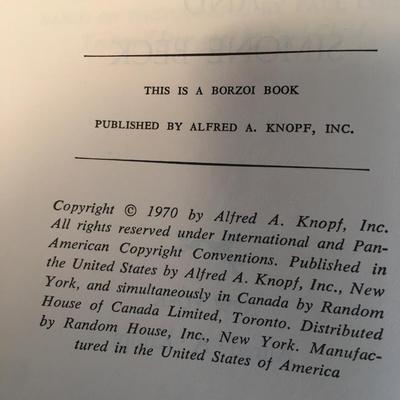 THIS IS A BORZOI BOOK
PUBLISHED BY ALFRED A. KNOPF, INC.
Copyright © 1970 by Alfred A. Knopf, Inc.
All rights reserved under International and Pan-
American Copyright Conventions. Published in
the United States by Alfred A. Knopf, Inc., New
York, and simultaneously in Canada by Random
House of Canada Limited, Toronto. Distributed
by Random House, Inc., New York. Manufac-
tured in the United States of America